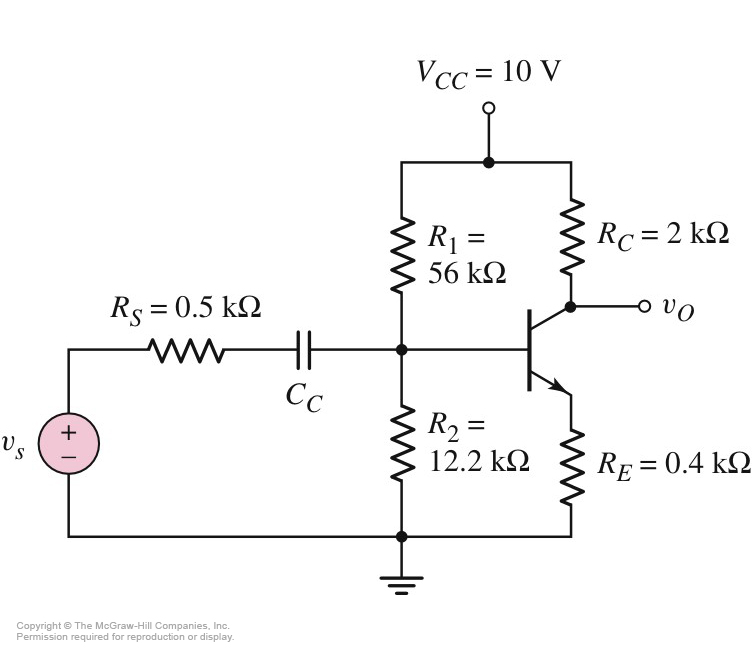 V_CC = 10 V
R_1 =
56 kΩ
R_C = 2 kΩ
R_S = 0.5 kΩ
v_O
C_C
R_2 =
12.2 kΩ
v_s
+
−
R_E = 0.4 kΩ
Copyright © The McGraw-Hill Companies, Inc.
Permission required for reproduction or display.